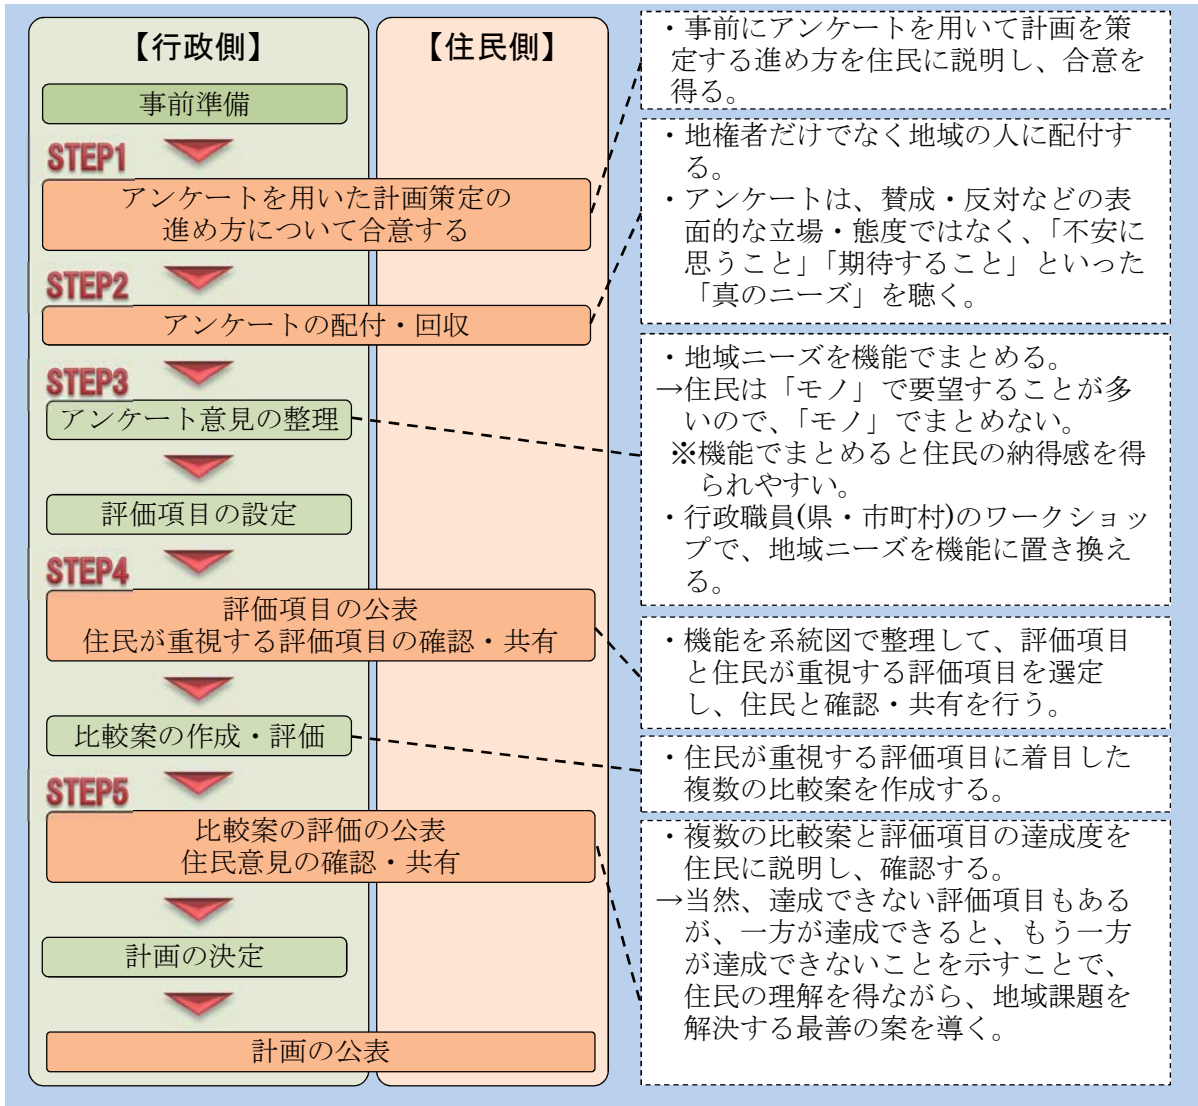 【行政側】
【住民側】
事前準備
STEP1
アンケートを用いた計画策定の
進め方について合意する
STEP2
アンケートの配付・回収
STEP3
アンケート意見の整理
評価項目の設定
STEP4
評価項目の公表
住民が重視する評価項目の確認・共有
比較案の作成・評価
STEP5
比較案の評価の公表
住民意見の確認・共有
計画の決定
計画の公表
・事前にアンケートを用いて計画を策
定する進め方を住民に説明し、合意を
得る。
・地権者だけでなく地域の人に配付す
る。
・アンケートは、賛成・反対などの表
面的な立場・態度ではなく、「不安に
思うこと」「期待すること」といった
「真のニーズ」を聴く。
・地域ニーズを機能でまとめる。
→住民は「モノ」で要望することが多
いので、「モノ」でまとめない。
※機能でまとめると住民の納得感を得
られやすい。
・行政職員(県・市町村)のワークショッ
プで、地域ニーズを機能に置き換え
る。
・機能を系統図で整理して、評価項目
と住民が重視する評価項目を選定
し、住民と確認・共有を行う。
・住民が重視する評価項目に着目した
複数の比較案を作成する。
・複数の比較案と評価項目の達成度を
住民に説明し、確認する。
→当然、達成できない評価項目もある
が、一方が達成できると、もう一方
が達成できないことを示すことで、
住民の理解を得ながら、地域課題を
解決する最善の案を導く。